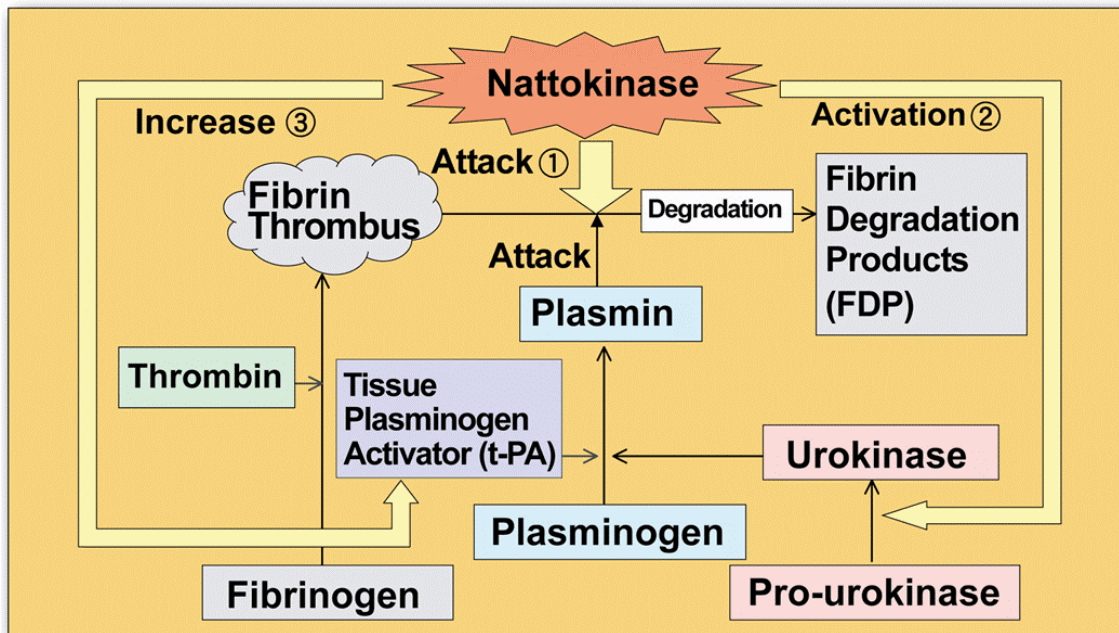 Nattokinase
Increase ③
Activation ②
Attack ①
Fibrin
Thrombus
Degradation
Fibrin
Degradation
Products
(FDP)
Attack
Plasmin
Thrombin
Tissue
Plasminogen
Activator (t-PA)
Urokinase
Plasminogen
Fibrinogen
Pro-urokinase